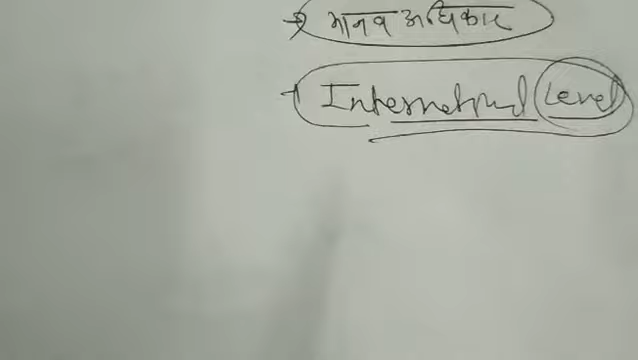 → मानव अधिकार
→ International Level